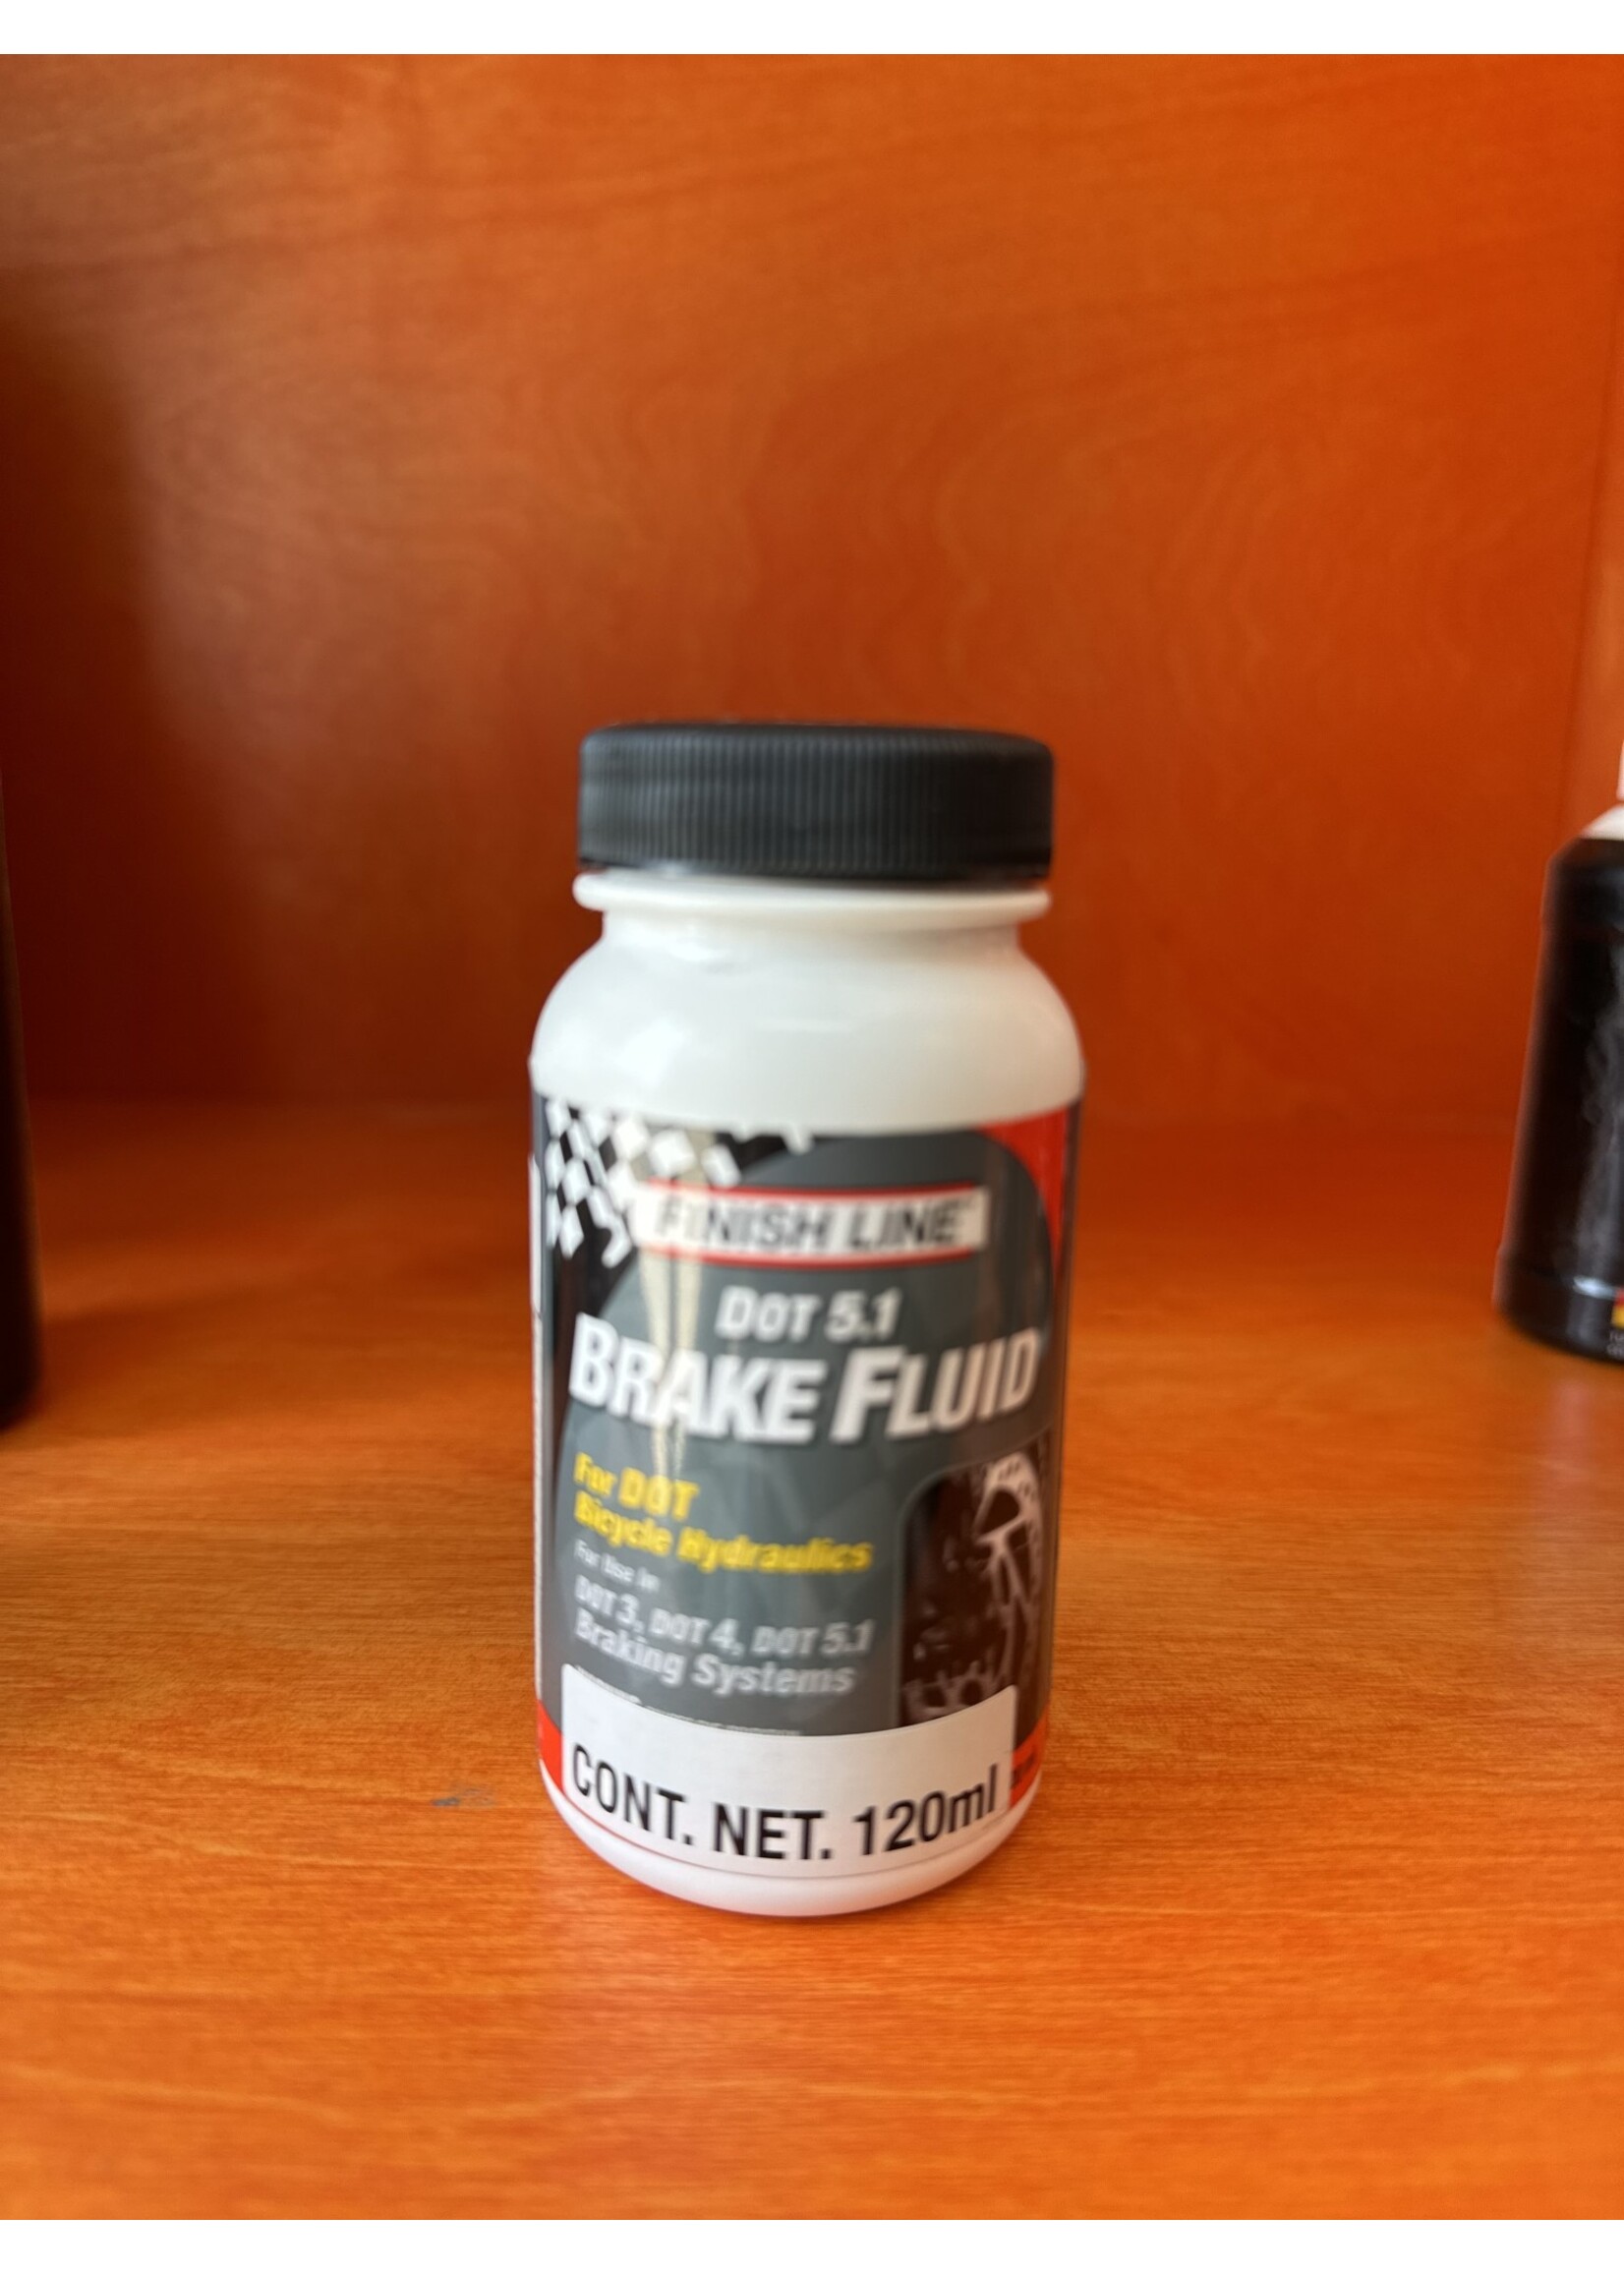 FINISH LINE
DOT 5.1
BRAKE FLUID
For DOT
Bicycle Hydraulics
For Use In
DOT 3, DOT 4, DOT 5.1
Braking Systems
CONT. NET. 120ml